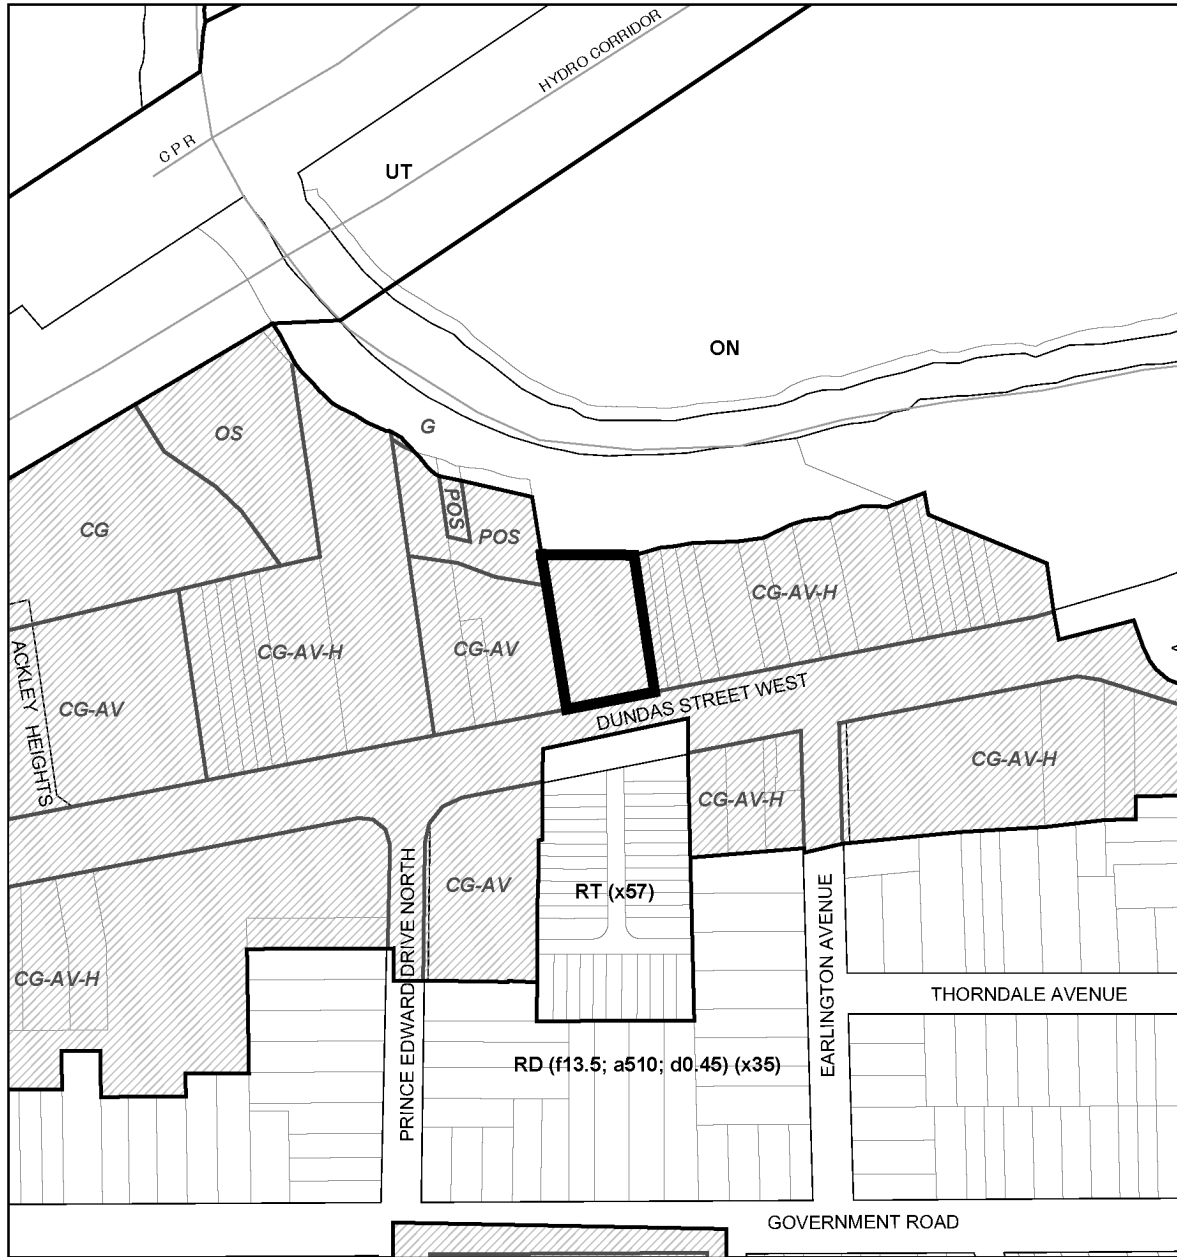 HYDRO CORRIDOR
CPR
UT
ON
G
OS
POS
CG
POS
CG-AV-H
CG-AV-H
CG-AV
ACKLEY HEIGHTS
CG-AV
DUNDAS STREET WEST
CG-AV-H
CG-AV-H
CG-AV
RT (x57)
PRINCE EDWARD DRIVE NORTH
EARLINGTON AVENUE
CG-AV-H
THORNDALE AVENUE
RD (f13.5; a510; d0.45) (x35)
GOVERNMENT ROAD